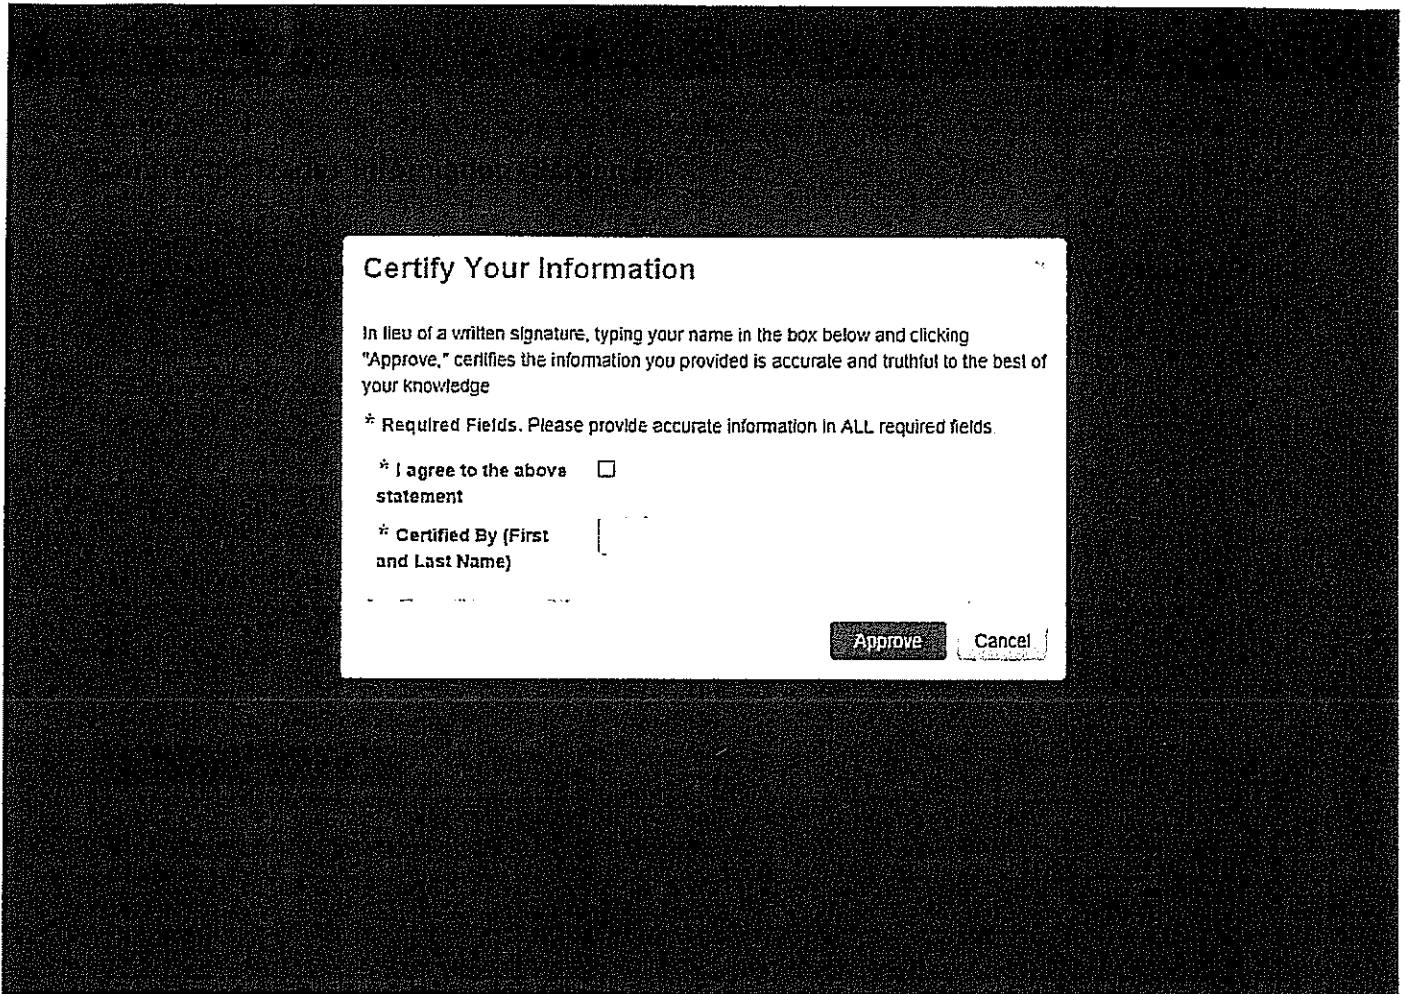 Certify Your Information
In lieu of a written signature, typing your name in the box below and clicking
"Approve," certifies the information you provided is accurate and truthful to the best of
your knowledge
* Required Fields. Please provide accurate information in ALL required fields.
* I agree to the above
statement
* Certified By (First
and Last Name)
Approve Cancel